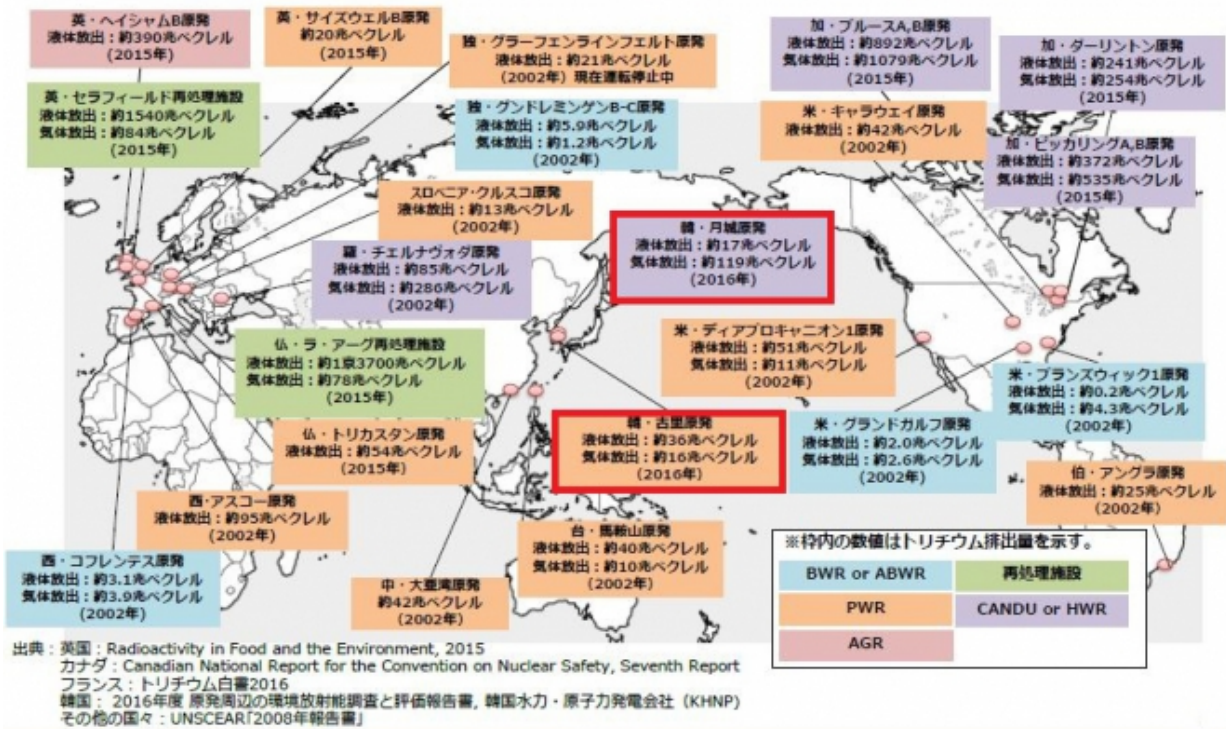 英・ヘイシャムB原発
液体放出：約390兆ベクレル
(2015年)
英・サイズウェルB原発
約20兆ベクレル
(2015年)
独・グラーフェンラインフェルト原発
液体放出：約21兆ベクレル
(2002年) 現在運転停止中
加・ブルースA,B原発
液体放出：約892兆ベクレル
気体放出：約1079兆ベクレル
(2015年)
加・ダーリントン原発
液体放出：約241兆ベクレル
気体放出：約254兆ベクレル
(2015年)
英・セラフィールド再処理施設
液体放出：約1540兆ベクレル
気体放出：約84兆ベクレル
(2015年)
独・グンドレミンゲンB-C原発
液体放出：約5.9兆ベクレル
気体放出：約1.2兆ベクレル
(2002年)
米・キャラウェイ原発
液体放出：約42兆ベクレル
(2002年)
加・ピッカリングA,B原発
液体放出：約372兆ベクレル
気体放出：約535兆ベクレル
(2015年)
スロベニア・クルスコ原発
液体放出：約13兆ベクレル
(2002年)
韓・月城原発
液体放出：約17兆ベクレル
気体放出：約119兆ベクレル
(2016年)
羅・チェルナヴォダ原発
液体放出：約85兆ベクレル
気体放出：約286兆ベクレル
(2002年)
米・ディアブロキャニオン1原発
液体放出：約51兆ベクレル
気体放出：約11兆ベクレル
(2002年)
仏・ラ・アーグ再処理施設
液体放出：約1京3700兆ベクレル
気体放出：約78兆ベクレル
(2015年)
米・ブランズウィック1原発
液体放出：約0.2兆ベクレル
気体放出：約4.3兆ベクレル
(2002年)
韓・古里原発
液体放出：約36兆ベクレル
気体放出：約16兆ベクレル
(2016年)
米・グランドガルフ原発
液体放出：約2.0兆ベクレル
気体放出：約2.6兆ベクレル
(2002年)
仏・トリカスタン原発
液体放出：約54兆ベクレル
(2015年)
伯・アングラ原発
液体放出：約25兆ベクレル
(2002年)
西・アスコー原発
液体放出：約95兆ベクレル
(2002年)
台・馬鞍山原発
液体放出：約40兆ベクレル
気体放出：約10兆ベクレル
(2002年)
西・コフレンテス原発
液体放出：約3.1兆ベクレル
気体放出：約3.9兆ベクレル
(2002年)
中・大亜湾原発
約42兆ベクレル
(2002年)
※枠内の数値はトリチウム排出量を示す。
BWR or ABWR
再処理施設
PWR
CANDU or HWR
AGR
出典：英国：Radioactivity in Food and the Environment, 2015
カナダ：Canadian National Report for the Convention on Nuclear Safety, Seventh Report
フランス：トリチウム白書2016
韓国： 2016年度 原発周辺の環境放射能調査と評価報告書, 韓国水力・原子力発電会社（KHNP)
その他の国々：UNSCEAR「2008年報告書」